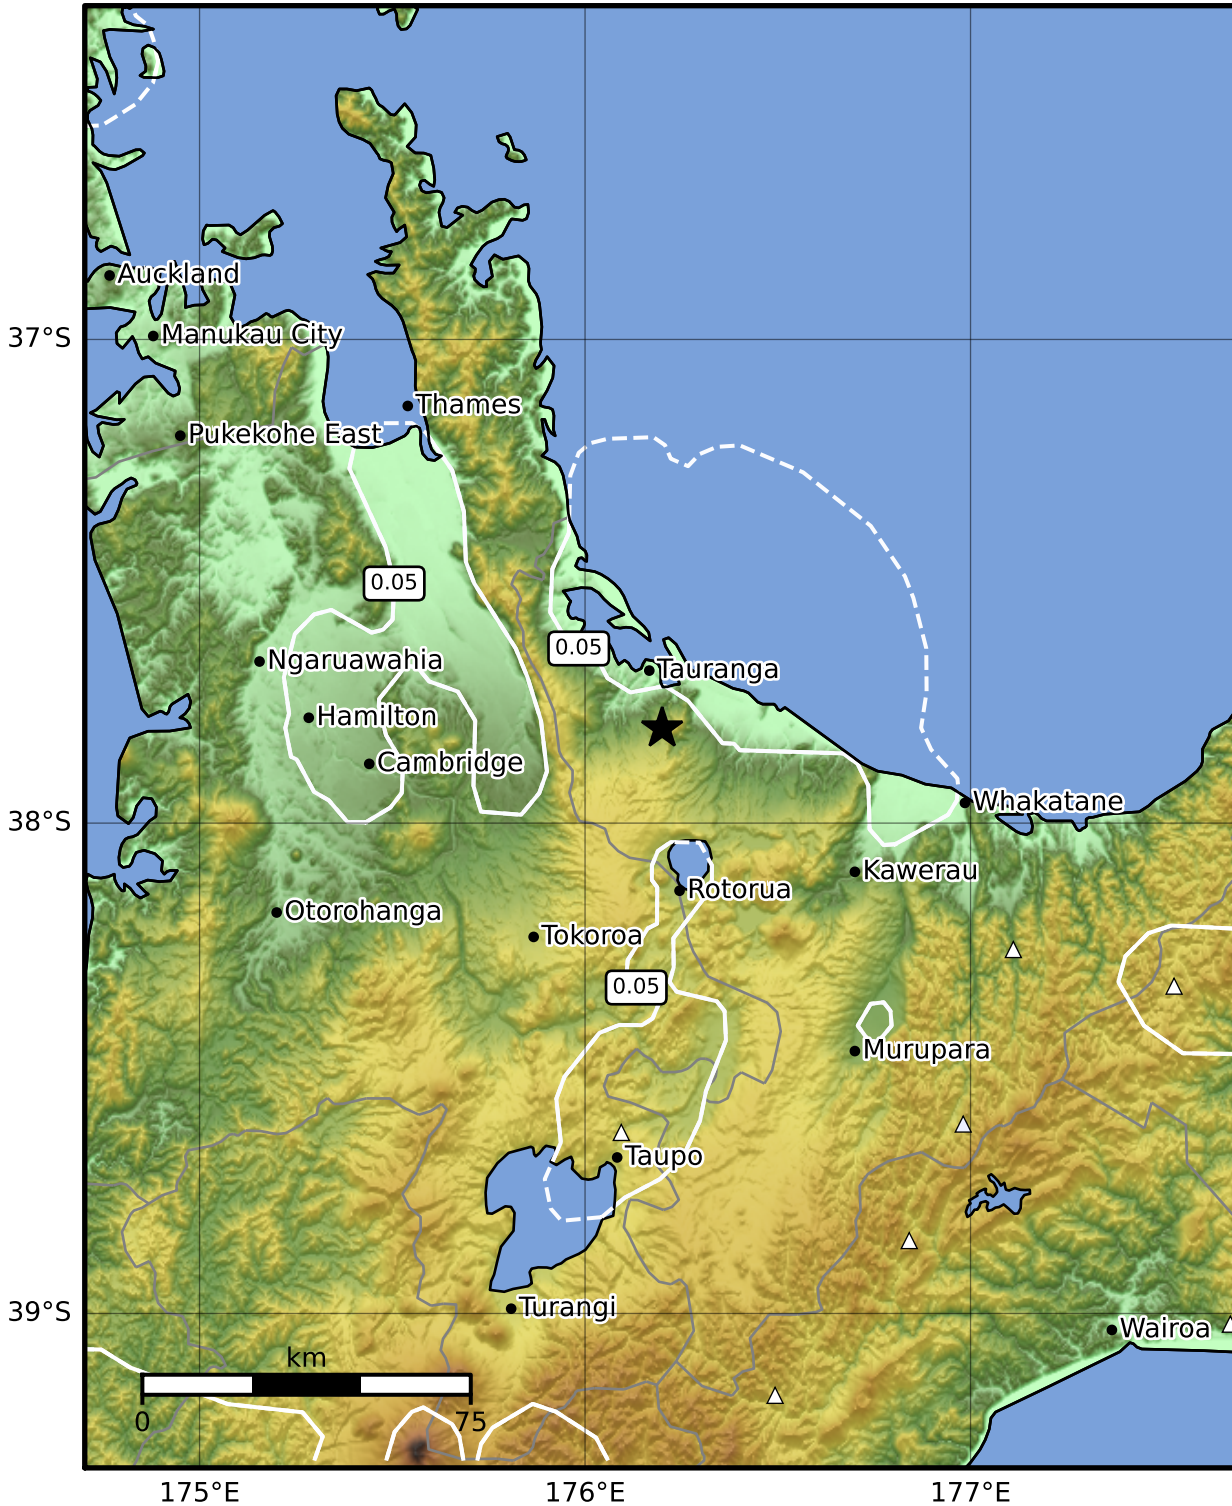 Auckland
Manukau City
37°S
Thames
Pukekohe East
0.05
0.05
Ngaruawahia
Tauranga
Hamilton
Cambridge
Whakatane
38°S
Kawerau
Rotorua
Otorohanga
Tokoroa
0.05
Murupara
Taupo
Turangi
39°S
Wairoa
km
0 75
175°E 176°E 177°E